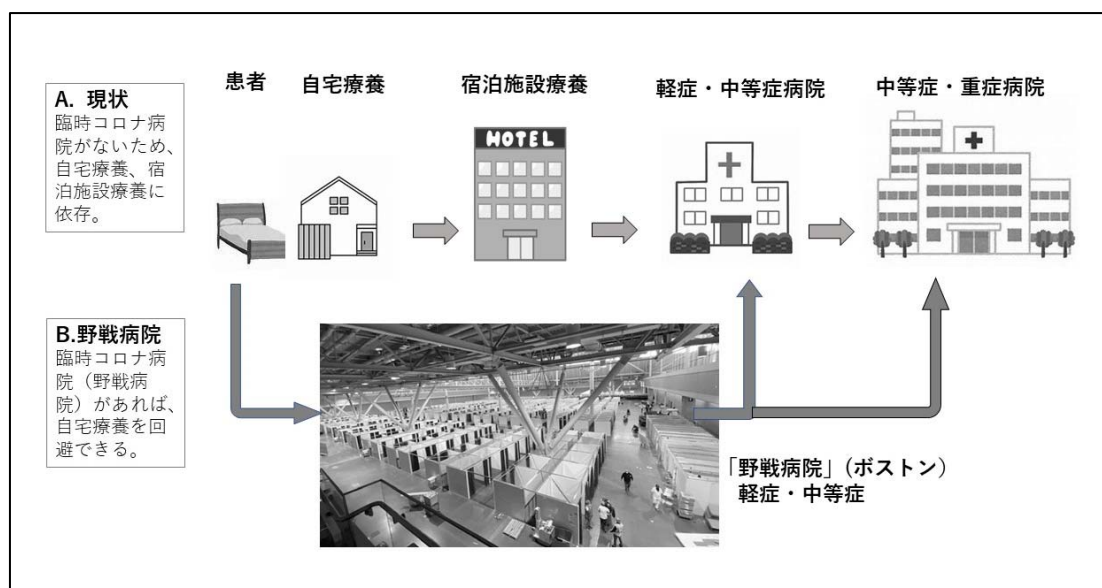 患者
自宅療養
宿泊施設療養
軽症・中等症病院
中等症・重症病院
A. 現状
臨時コロナ病
院がないため、
自宅療養、宿
泊施設療養に
依存。
HOTEL
B.野戦病院
臨時コロナ病
院（野戦病
院）があれば、
自宅療養を回
避できる。
「野戦病院」(ボストン)
軽症・中等症